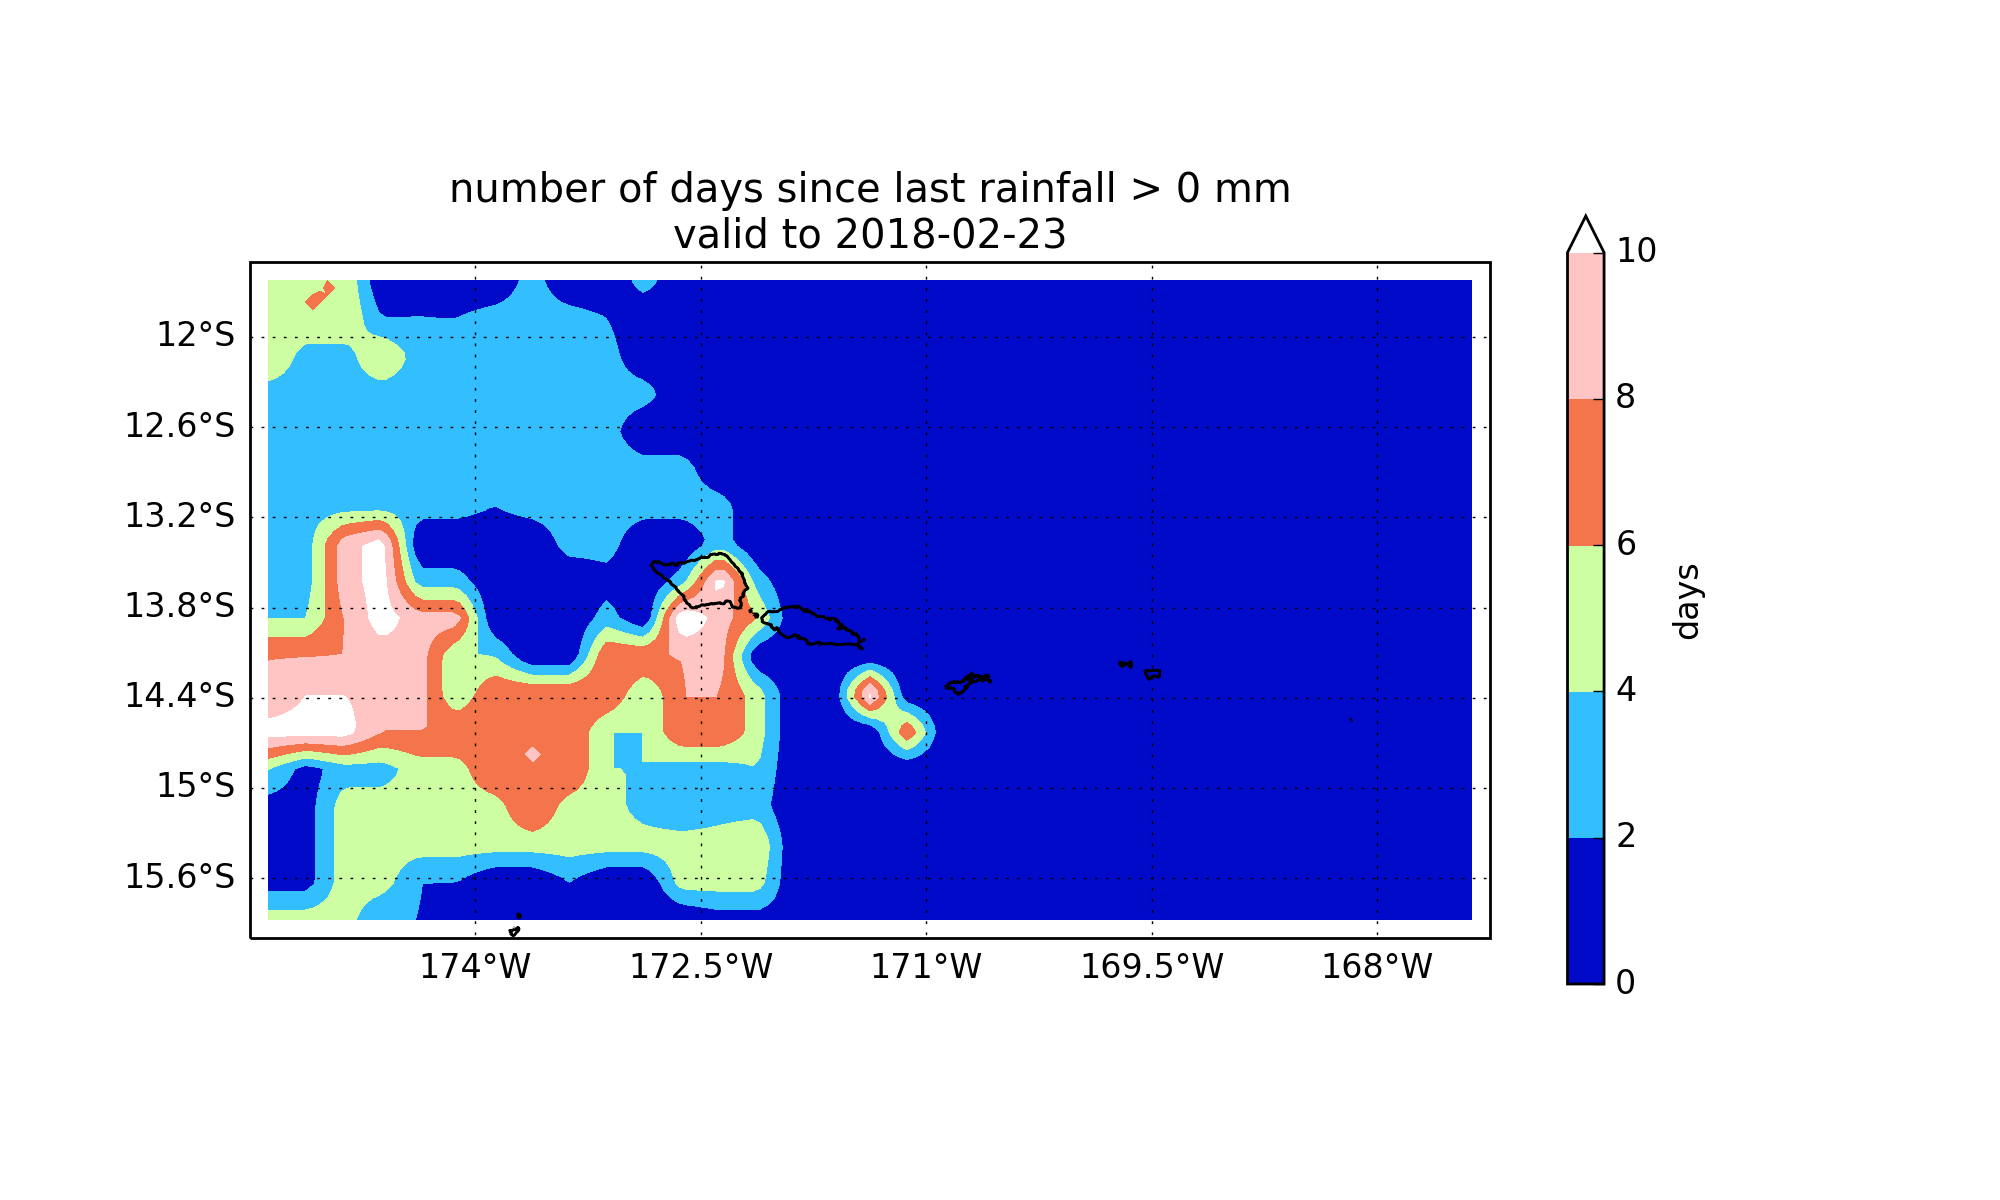 number of days since last rainfall > 0 mm
valid to 2018-02-23
12°S
12.6°S
13.2°S
13.8°S
14.4°S
15°S
15.6°S
174°W
172.5°W
171°W
169.5°W
168°W
10
8
6
4
2
0
days